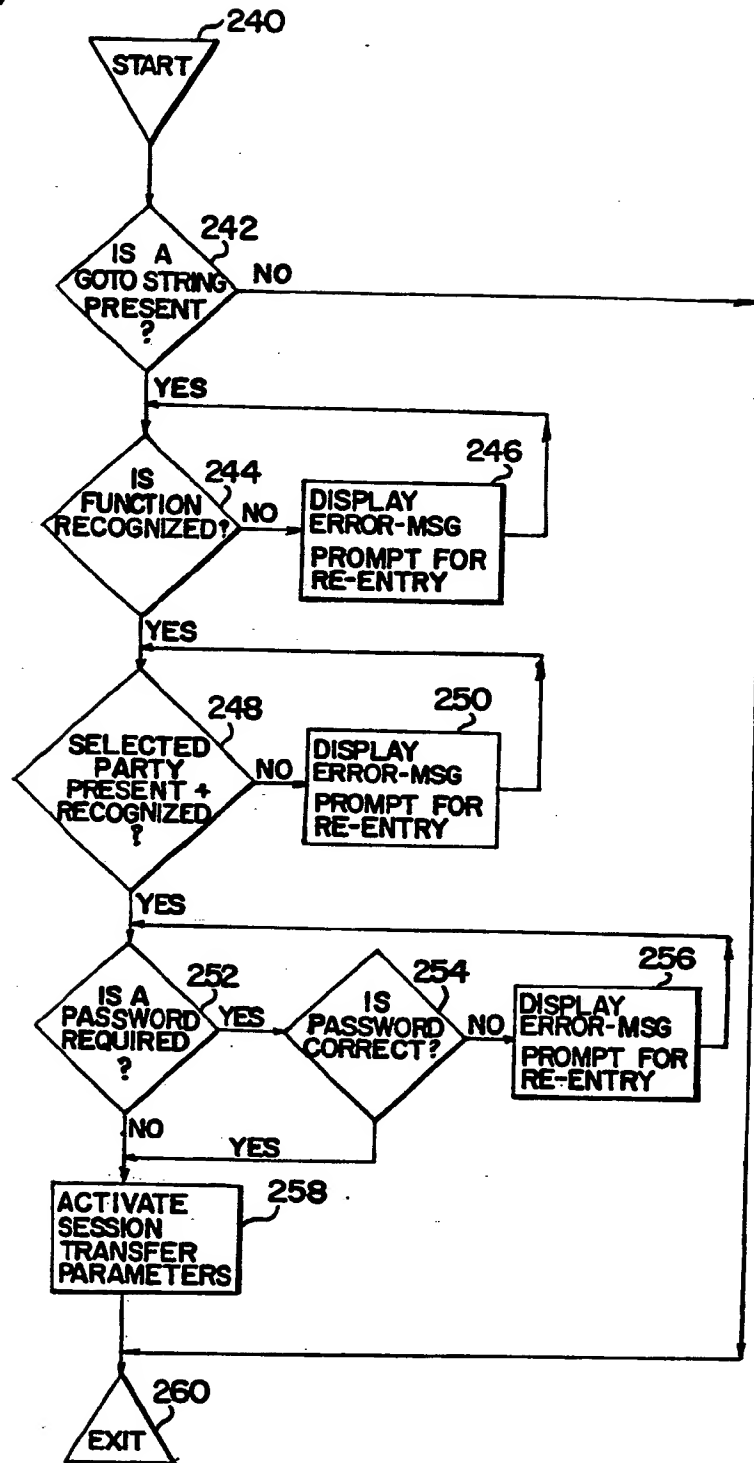 240
START
242
IS A
GOTO STRING
PRESENT
?
NO
YES
244
IS
FUNCTION
RECOGNIZED?
NO
246
DISPLAY
ERROR-MSG
PROMPT FOR
RE-ENTRY
YES
248
SELECTED
PARTY
PRESENT +
RECOGNIZED
?
NO
250
DISPLAY
ERROR-MSG
PROMPT FOR
RE-ENTRY
YES
252
IS A
PASSWORD
REQUIRED
?
YES
254
IS
PASSWORD
CORRECT?
NO
256
DISPLAY
ERROR-MSG
PROMPT FOR
RE-ENTRY
NO
YES
258
ACTIVATE
SESSION
TRANSFER
PARAMETERS
260
EXIT